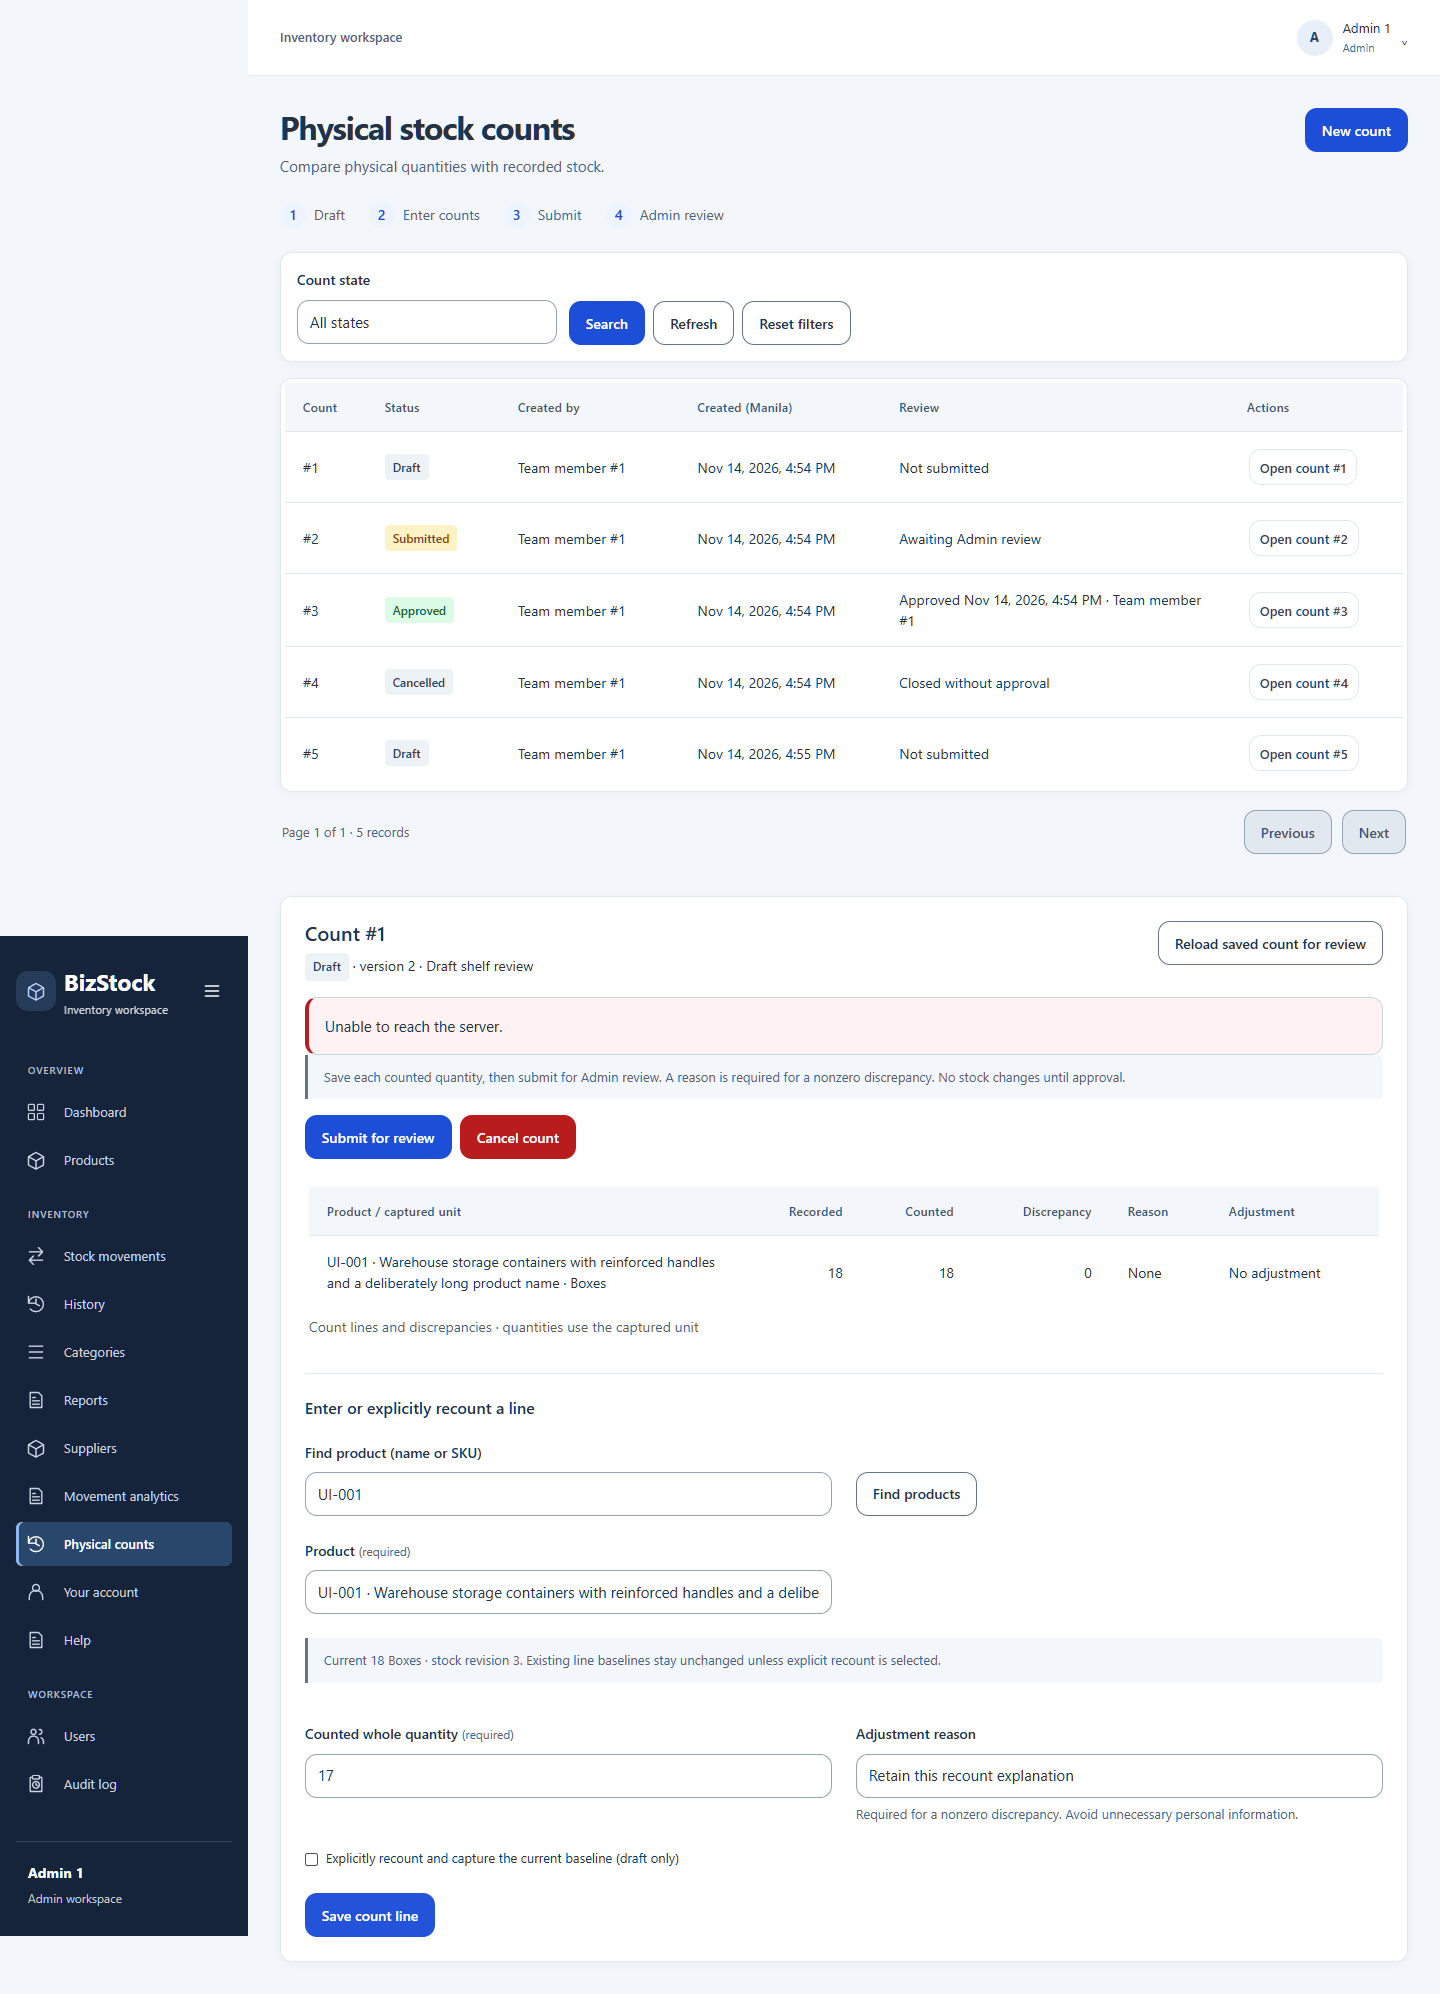 Inventory workspace
A
Admin 1
Admin
Physical stock counts
New count
Compare physical quantities with recorded stock.
1 Draft 2 Enter counts 3 Submit 4 Admin review
Count state
All states
Search
Refresh
Reset filters
Count Status Created by Created (Manila) Review Actions
#1 Draft Team member #1 Nov 14, 2026, 4:54 PM Not submitted Open count #1
#2 Submitted Team member #1 Nov 14, 2026, 4:54 PM Awaiting Admin review Open count #2
#3 Approved Team member #1 Nov 14, 2026, 4:54 PM Approved Nov 14, 2026, 4:54 PM · Team member
#1
Open count #3
#4 Cancelled Team member #1 Nov 14, 2026, 4:54 PM Closed without approval Open count #4
#5 Draft Team member #1 Nov 14, 2026, 4:55 PM Not submitted Open count #5
Page 1 of 1 · 5 records
Previous
Next
BizStock
Inventory workspace
OVERVIEW
Dashboard
Products
INVENTORY
Stock movements
History
Categories
Reports
Suppliers
Movement analytics
Physical counts
Your account
Help
WORKSPACE
Users
Audit log
Admin 1
Admin workspace
Count #1
Draft · version 2 · Draft shelf review
Reload saved count for review
Unable to reach the server.
Save each counted quantity, then submit for Admin review. A reason is required for a nonzero discrepancy. No stock changes until approval.
Submit for review
Cancel count
Product / captured unit Recorded Counted Discrepancy Reason Adjustment
UI-001 · Warehouse storage containers with reinforced handles
and a deliberately long product name · Boxes
18 18 0 None No adjustment
Count lines and discrepancies · quantities use the captured unit
Enter or explicitly recount a line
Find product (name or SKU)
UI-001
Find products
Product (required)
UI-001 · Warehouse storage containers with reinforced handles and a delibe
Current 18 Boxes · stock revision 3. Existing line baselines stay unchanged unless explicit recount is selected.
Counted whole quantity (required)
17
Adjustment reason
Retain this recount explanation
Required for a nonzero discrepancy. Avoid unnecessary personal information.
Explicitly recount and capture the current baseline (draft only)
Save count line